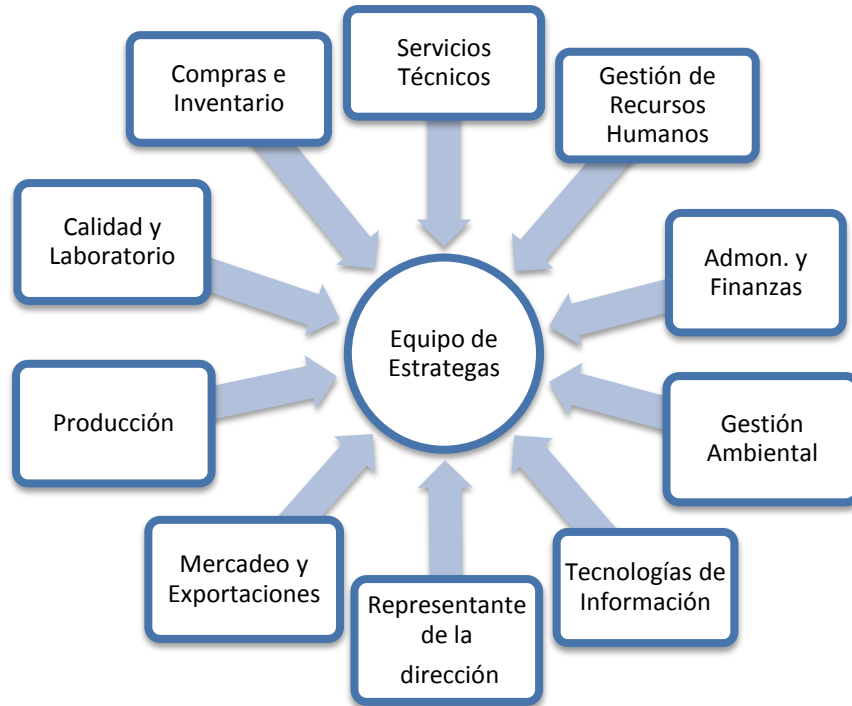 Servicios
Técnicos
Gestión de
Recursos
Humanos
Admon. y
Finanzas
Gestión
Ambiental
Tecnologías de
Información
Representante
de la
dirección
Mercadeo y
Exportaciones
Producción
Calidad y
Laboratorio
Compras e
Inventario
Equipo de
Estrategas